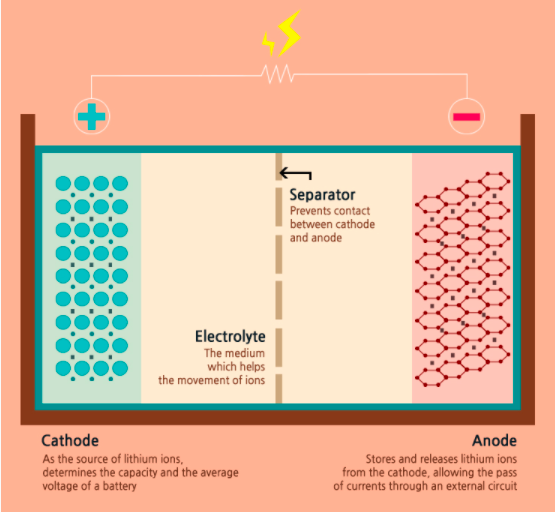 Separator
Prevents contact
between cathode
and anode
Electrolyte
The medium
which helps
the movement of ions
Cathode
As the source of lithium ions,
determines the capacity and the average
voltage of a battery
Anode
Stores and releases lithium ions
from the cathode, allowing the pass
of currents through an external circuit